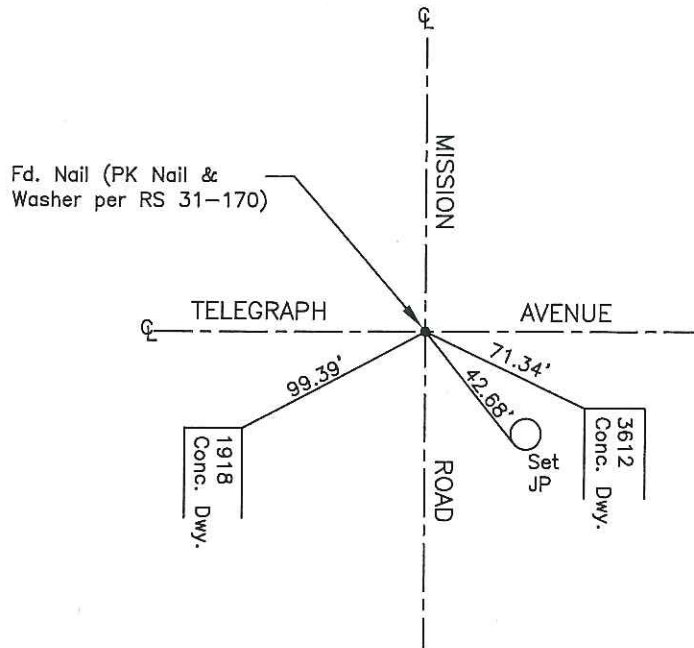 ℄
MISSION
Fd. Nail (PK Nail &
Washer per RS 31-170)
TELEGRAPH
AVENUE
℄
99.39'
71.34'
42.68'
1918
Conc. Dwy.
ROAD
Set
JP
3612
Conc. Dwy.